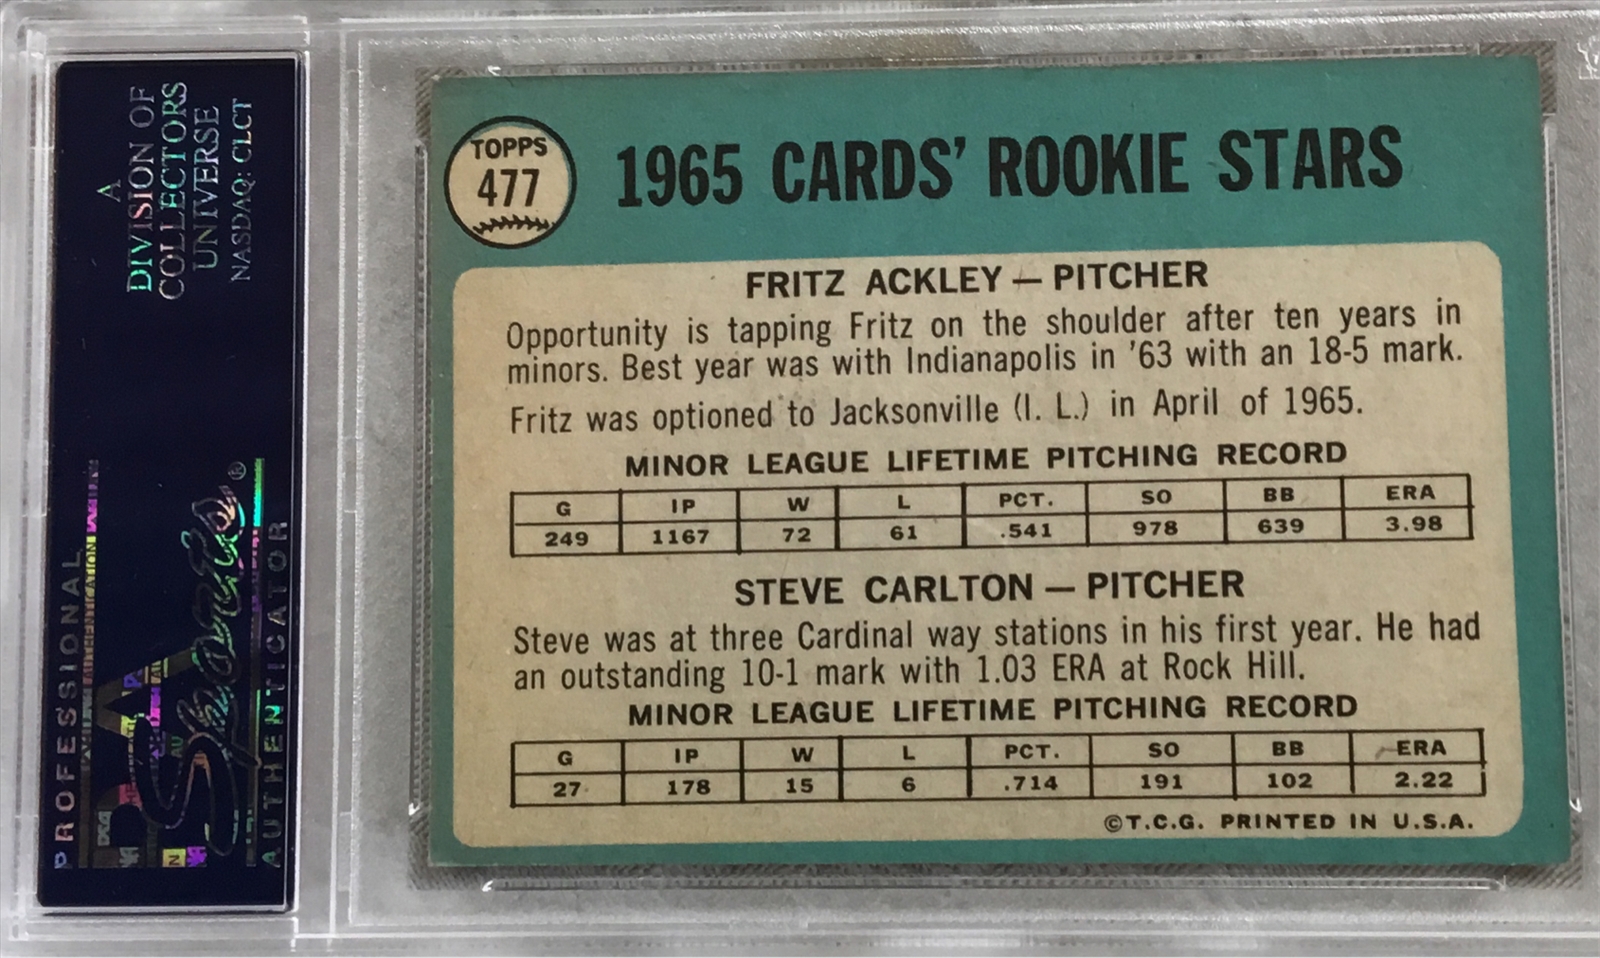 A
DIVISION OF
COLLECTORS
UNIVERSE
NASDAQ: CLCT
PROFESSIONAL
PSA
Sports®
AUTHENTICATOR
TOPPS
477
1965 CARDS' ROOKIE STARS
FRITZ ACKLEY — PITCHER
Opportunity is tapping Fritz on the shoulder after ten years in
minors. Best year was with Indianapolis in '63 with an 18-5 mark.
Fritz was optioned to Jacksonville (I. L.) in April of 1965.
MINOR LEAGUE LIFETIME PITCHING RECORD
G IP W L PCT. SO BB ERA
249 1167 72 61 .541 978 639 3.98
STEVE CARLTON — PITCHER
Steve was at three Cardinal way stations in his first year. He had
an outstanding 10-1 mark with 1.03 ERA at Rock Hill.
MINOR LEAGUE LIFETIME PITCHING RECORD
G IP W L PCT. SO BB ERA
27 178 15 6 .714 191 102 2.22
©T.C.G. PRINTED IN U.S.A.